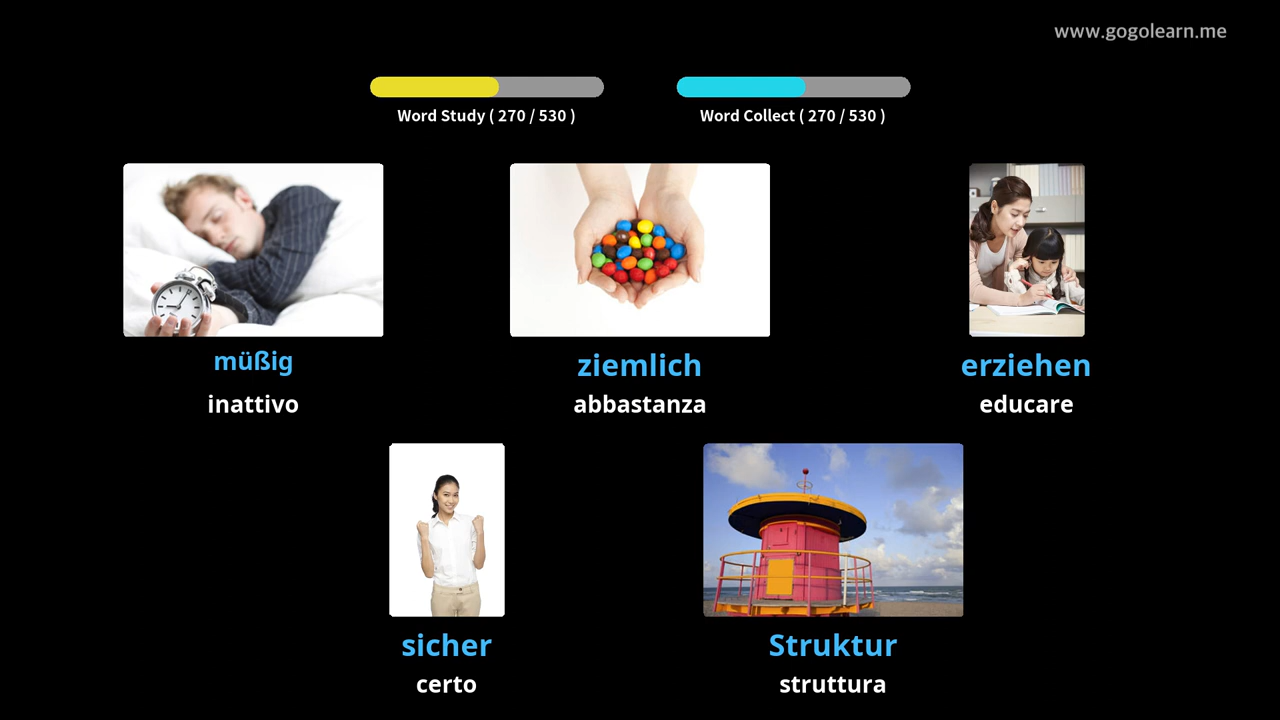 www.gogolearn.me
Word Study ( 270 / 530 )
Word Collect ( 270 / 530 )
müßig
inattivo
ziemlich
abbastanza
erziehen
educare
sicher
certo
Struktur
struttura